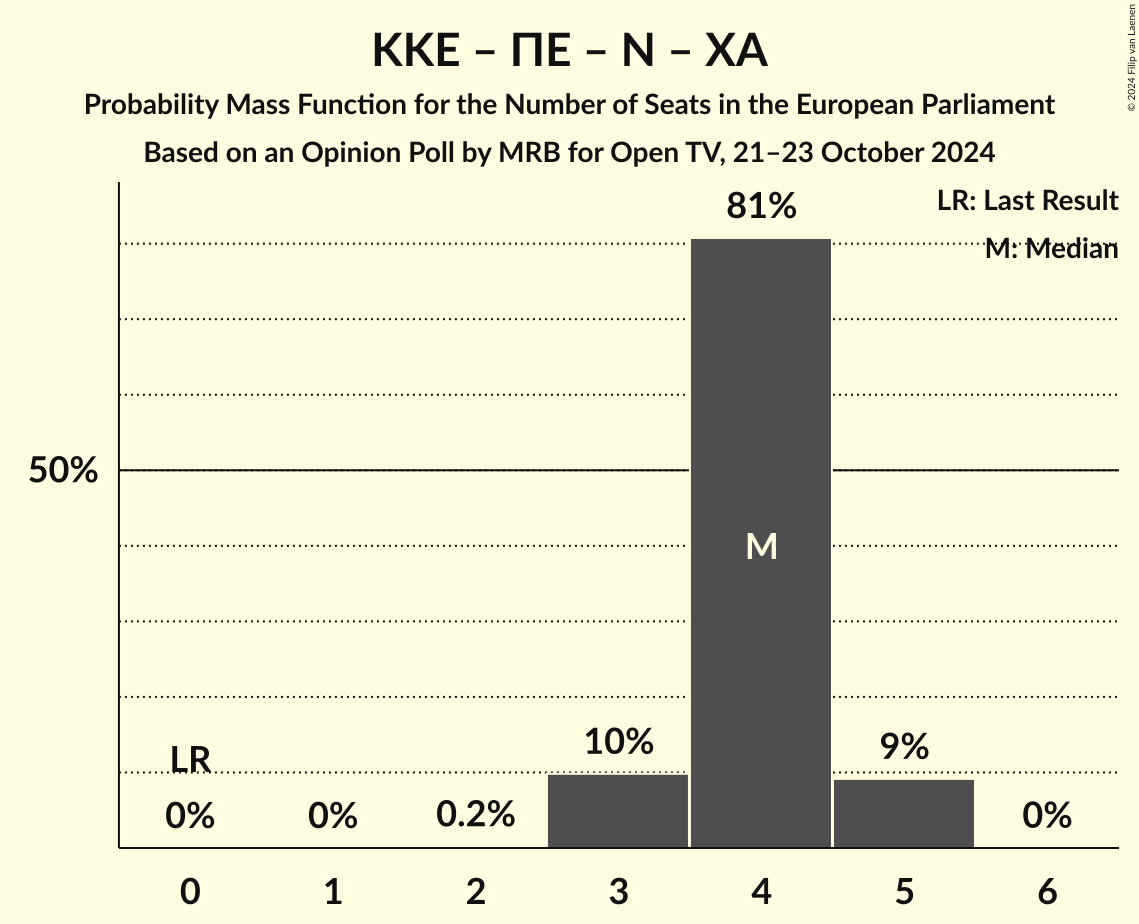 ΚΚΕ – ΠΕ – Ν – ΧΑ
Probability Mass Function for the Number of Seats in the European Parliament
Based on an Opinion Poll by MRB for Open TV, 21–23 October 2024
© 2024 Filip van Laenen
LR: Last Result
M: Median
81%
50%
M
10%
9%
LR
0%
0%
0.2%
0%
0
1
2
3
4
5
6